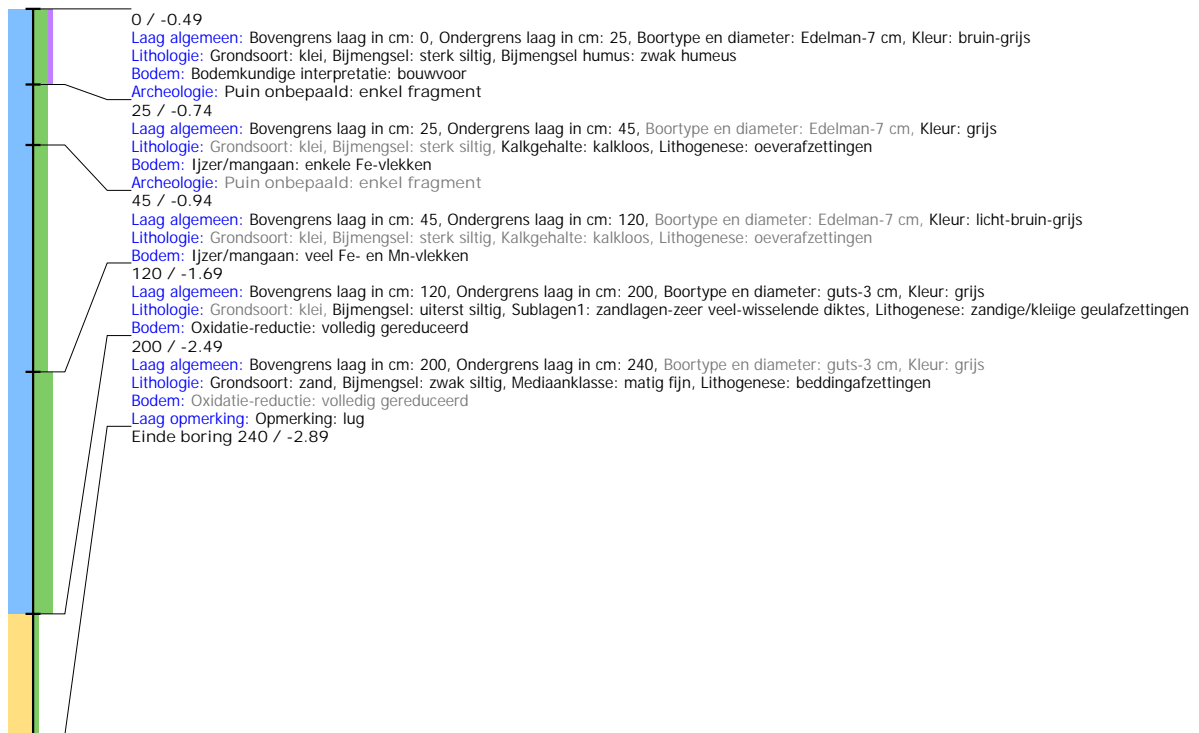 0 / -0.49
Laag algemeen: Bovengrens laag in cm: 0, Ondergrens laag in cm: 25, Boortype en diameter: Edelman-7 cm, Kleur: bruin-grijs
Lithologie: Grondsoort: klei, Bijmengsel: sterk siltig, Bijmengsel humus: zwak humeus
Bodem: Bodemkundige interpretatie: bouwvoor
Archeologie: Puin onbepaald: enkel fragment
25 / -0.74
Laag algemeen: Bovengrens laag in cm: 25, Ondergrens laag in cm: 45, Boortype en diameter: Edelman-7 cm, Kleur: grijs
Lithologie: Grondsoort: klei, Bijmengsel: sterk siltig, Kalkgehalte: kalkloos, Lithogenese: oeverafzettingen
Bodem: Ijzer/mangaan: enkele Fe-vlekken
Archeologie: Puin onbepaald: enkel fragment
45 / -0.94
Laag algemeen: Bovengrens laag in cm: 45, Ondergrens laag in cm: 120, Boortype en diameter: Edelman-7 cm, Kleur: licht-bruin-grijs
Lithologie: Grondsoort: klei, Bijmengsel: sterk siltig, Kalkgehalte: kalkloos, Lithogenese: oeverafzettingen
Bodem: Ijzer/mangaan: veel Fe- en Mn-vlekken
120 / -1.69
Laag algemeen: Bovengrens laag in cm: 120, Ondergrens laag in cm: 200, Boortype en diameter: guts-3 cm, Kleur: grijs
Lithologie: Grondsoort: klei, Bijmengsel: uiterst siltig, Sublagen1: zandlagen-zeer veel-wisselende diktes, Lithogenese: zandige/kleiige geulafzettingen
Bodem: Oxidatie-reductie: volledig gereduceerd
200 / -2.49
Laag algemeen: Bovengrens laag in cm: 200, Ondergrens laag in cm: 240, Boortype en diameter: guts-3 cm, Kleur: grijs
Lithologie: Grondsoort: zand, Bijmengsel: zwak siltig, Mediaanklasse: matig fijn, Lithogenese: beddingafzettingen
Bodem: Oxidatie-reductie: volledig gereduceerd
Laag opmerking: Opmerking: lug
Einde boring 240 / -2.89